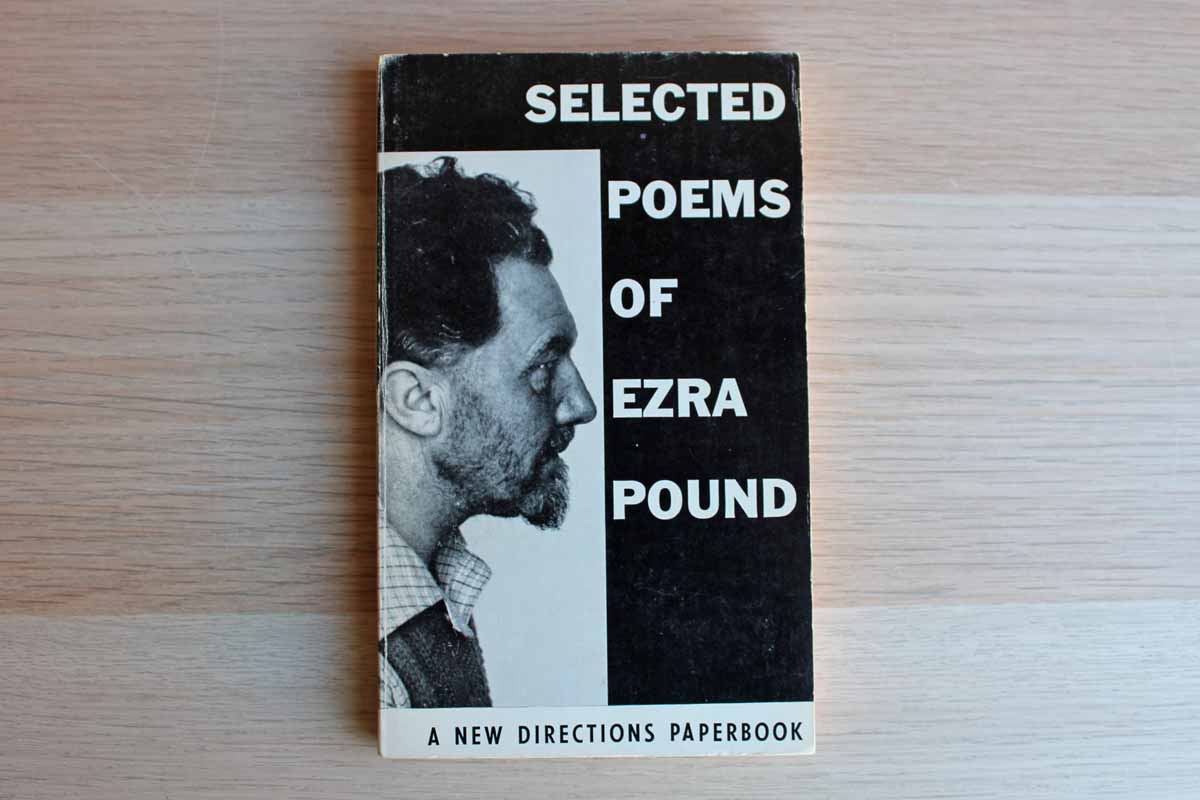 SELECTED
POEMS
OF
EZRA
POUND
A NEW DIRECTIONS PAPERBOOK